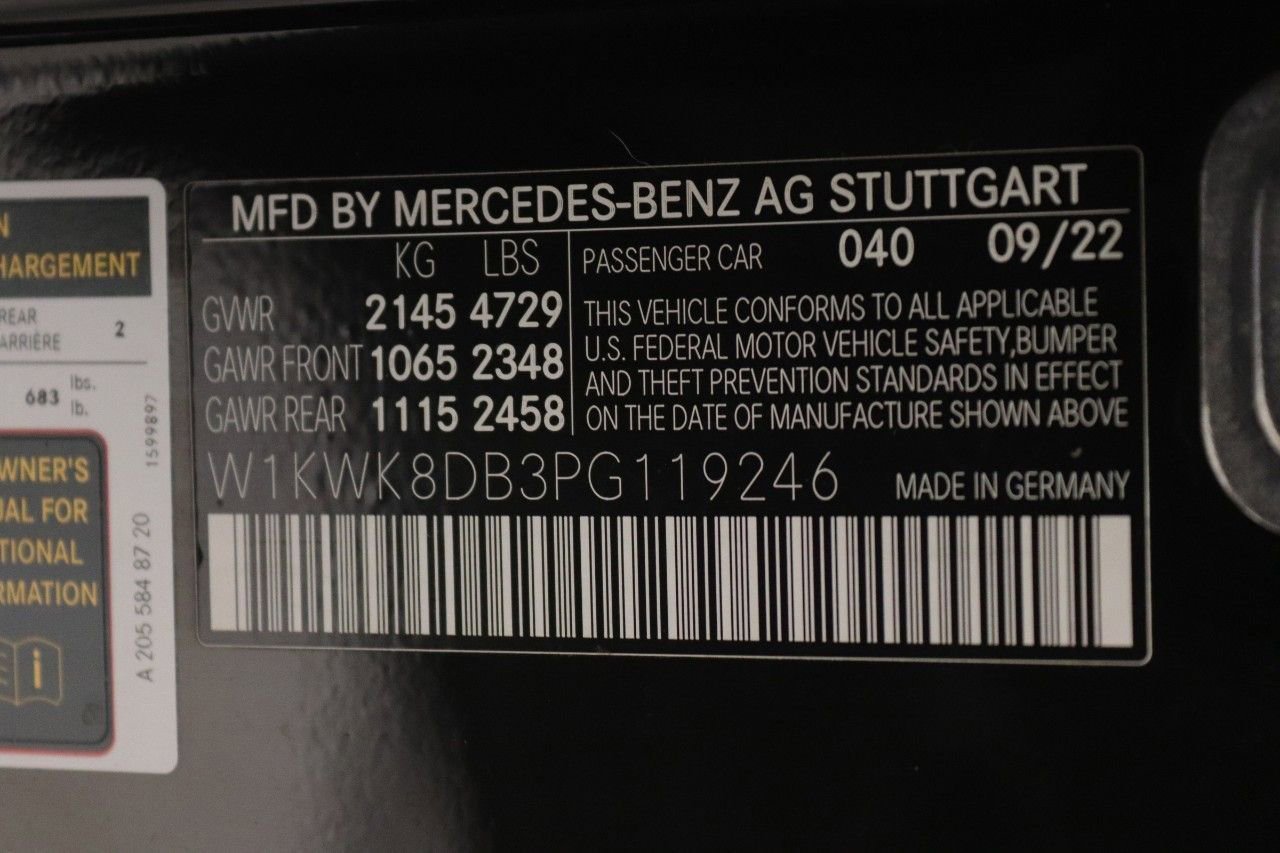 N
HARGEMENT
REAR
ARRIÈRE
2
683 lbs.
lb.
1599897
WNER'S
JAL FOR
TIONAL
RMATION
i
A 205 584 87 20
MFD BY MERCEDES-BENZ AG STUTTGART
KG LBS
GVWR 2145 4729
GAWR FRONT 1065 2348
GAWR REAR 1115 2458
PASSENGER CAR 040 09/22
THIS VEHICLE CONFORMS TO ALL APPLICABLE
U.S. FEDERAL MOTOR VEHICLE SAFETY,BUMPER
AND THEFT PREVENTION STANDARDS IN EFFECT
ON THE DATE OF MANUFACTURE SHOWN ABOVE
W1KWK8DB3PG119246
MADE IN GERMANY